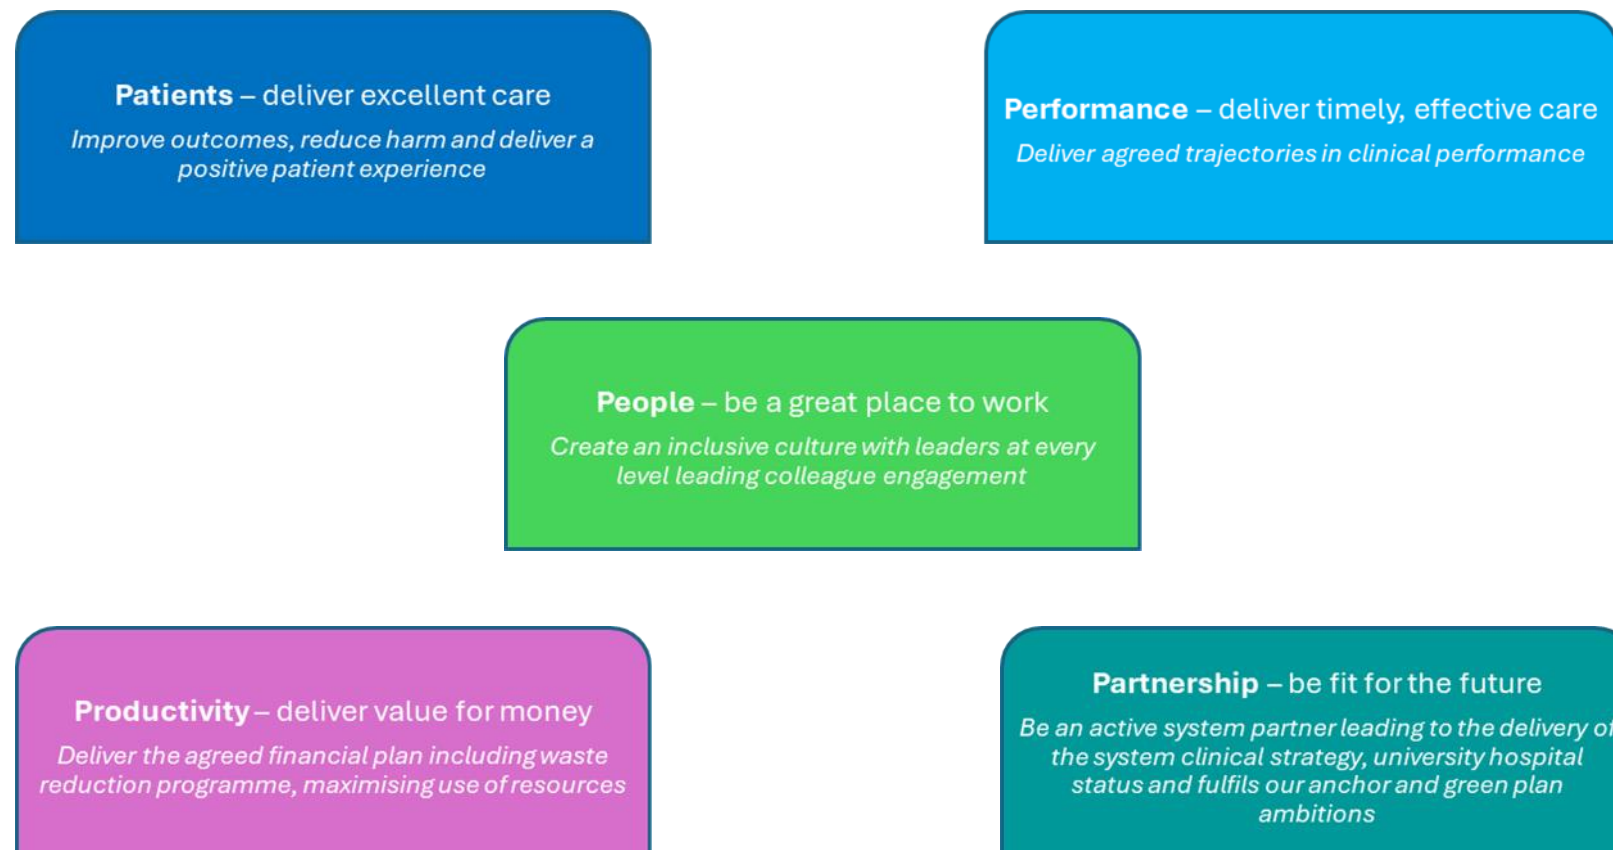 Patients – deliver excellent care
Improve outcomes, reduce harm and deliver a
positive patient experience
Performance – deliver timely, effective care
Deliver agreed trajectories in clinical performance
People – be a great place to work
Create an inclusive culture with leaders at every
level leading colleague engagement
Productivity – deliver value for money
Deliver the agreed financial plan including waste
reduction programme, maximising use of resources
Partnership – be fit for the future
Be an active system partner leading to the delivery of
the system clinical strategy, university hospital
status and fulfils our anchor and green plan
ambitions